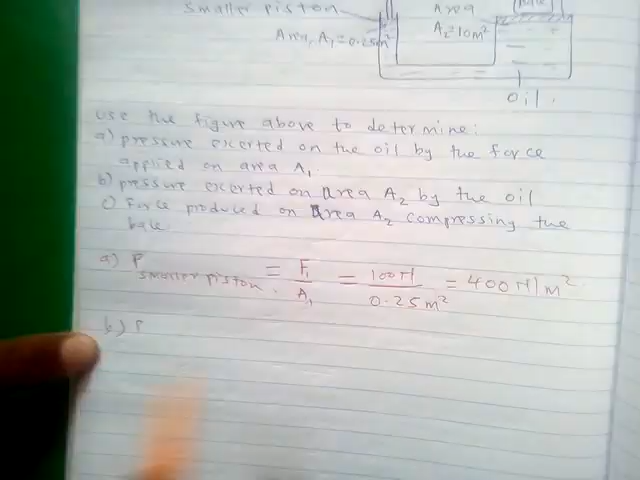 smaller piston
Area
Area, A₁ = 0.25m²
A₂ = 10m²
bale
oil.
use the figure above to determine:
a) pressure exerted on the oil by the force
applied on area A₁
b) pressure exerted on area A₂ by the oil
c) force produced on area A₂ compressing the
bale
a) P smaller piston = F₁/A₁ = 100N/0.25m² = 400N/m²
b) P